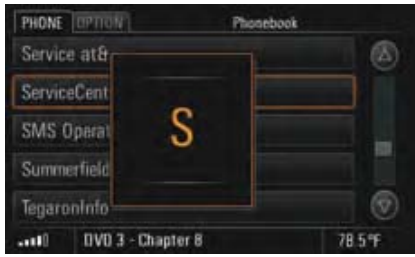 PHONE OPTION Phonebook
Service at&
ServiceCent
S
SMS Operat
Summerfield
TegaronInfo
DVD 3 - Chapter 8 78.5°F